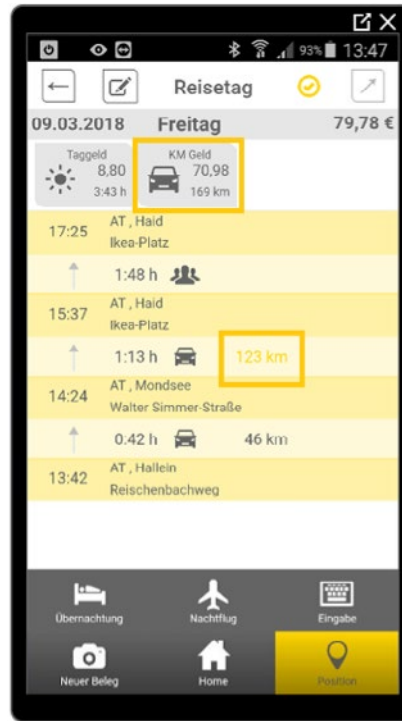 93% 13:47
Reisetag
09.03.2018 Freitag 79,78 €
Taggeld
8,80
3:43 h
KM Geld
70,98
169 km
17:25 AT , Haid
Ikea-Platz
1:48 h
15:37 AT , Haid
Ikea-Platz
1:13 h 123 km
14:24 AT , Mondsee
Walter Simmer-Straße
0.42 h 46 km
13:42 AT , Hallein
Reischenbachweg
Übernachtung Nachtflug Eingabe
Neuer Beleg Home Position